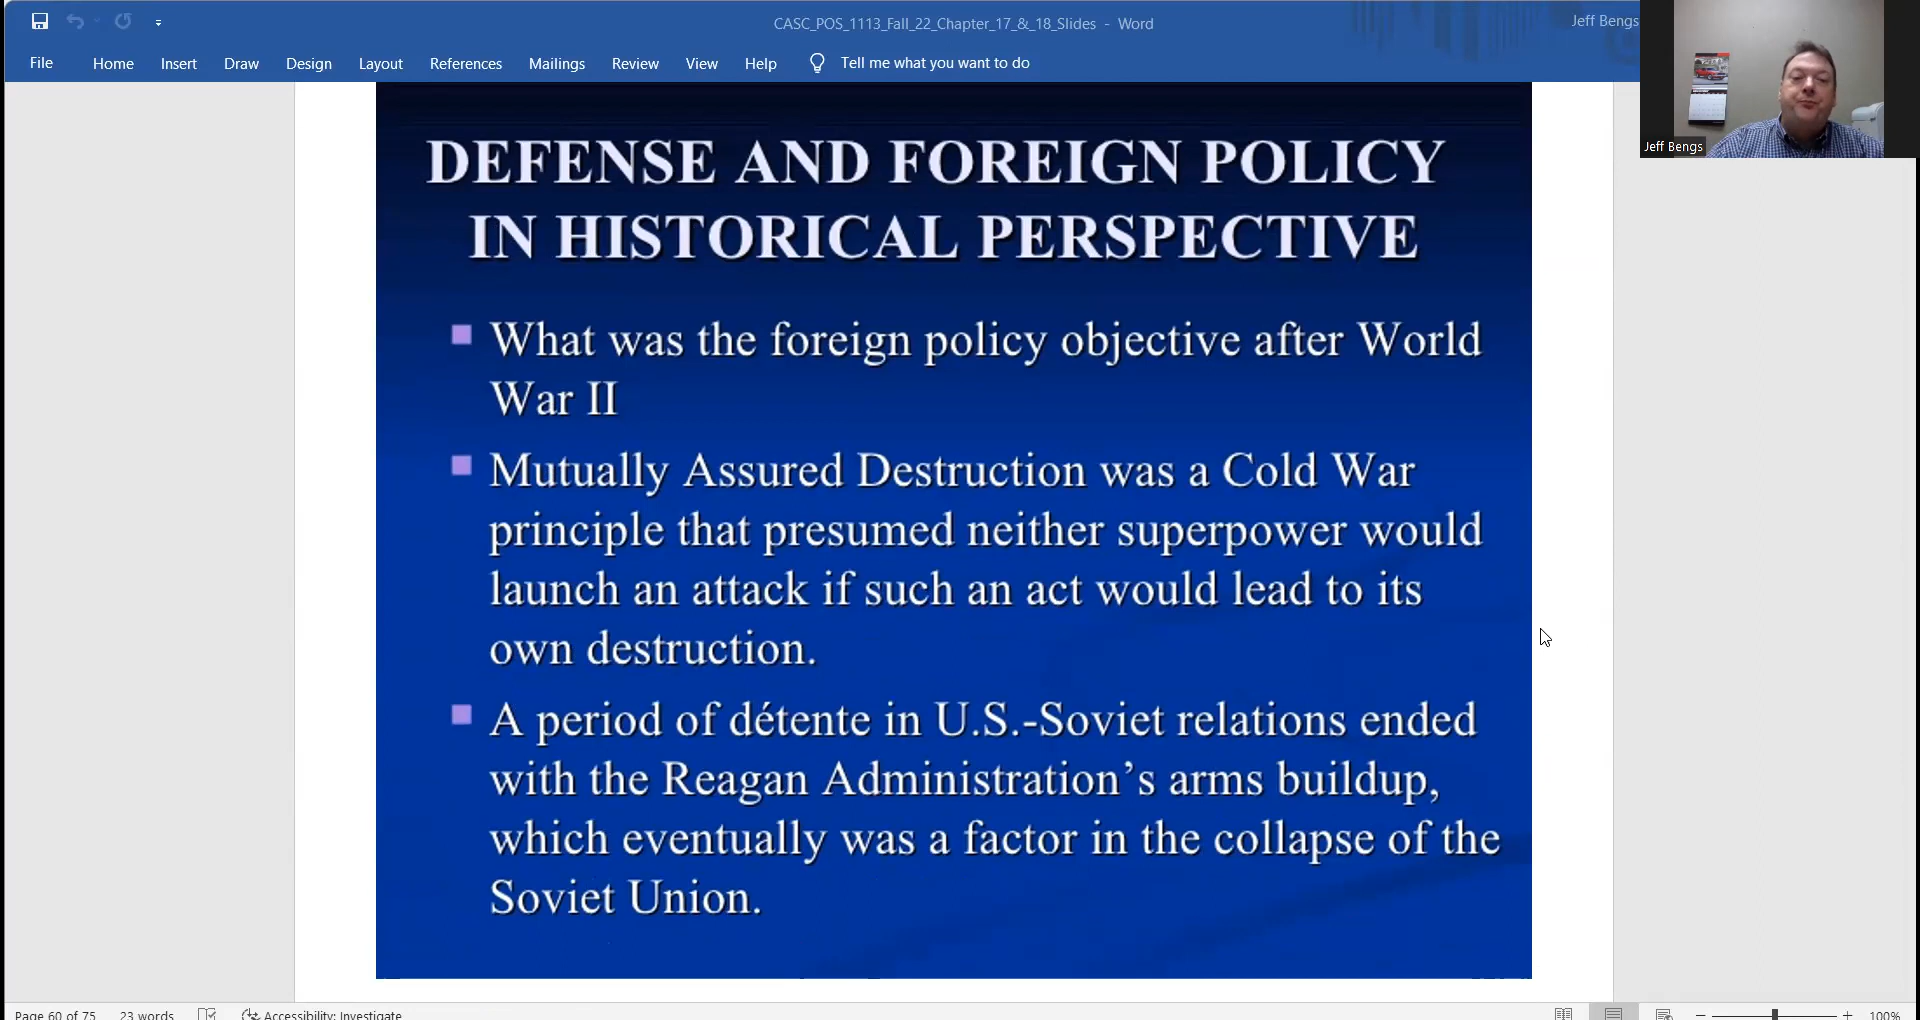 CASC_POS_1113_Fall_22_Chapter_17_&_18_Slides - Word
Jeff Bengs
File Home Insert Draw Design Layout References Mailings Review View Help Tell me what you want to do
Jeff Bengs
DEFENSE AND FOREIGN POLICY
IN HISTORICAL PERSPECTIVE
What was the foreign policy objective after World
War II
Mutually Assured Destruction was a Cold War
principle that presumed neither superpower would
launch an attack if such an act would lead to its
own destruction.
A period of détente in U.S.-Soviet relations ended
with the Reagan Administration’s arms buildup,
which eventually was a factor in the collapse of the
Soviet Union.
Page 60 of 75 23 words Accessibility: Investigate 100%